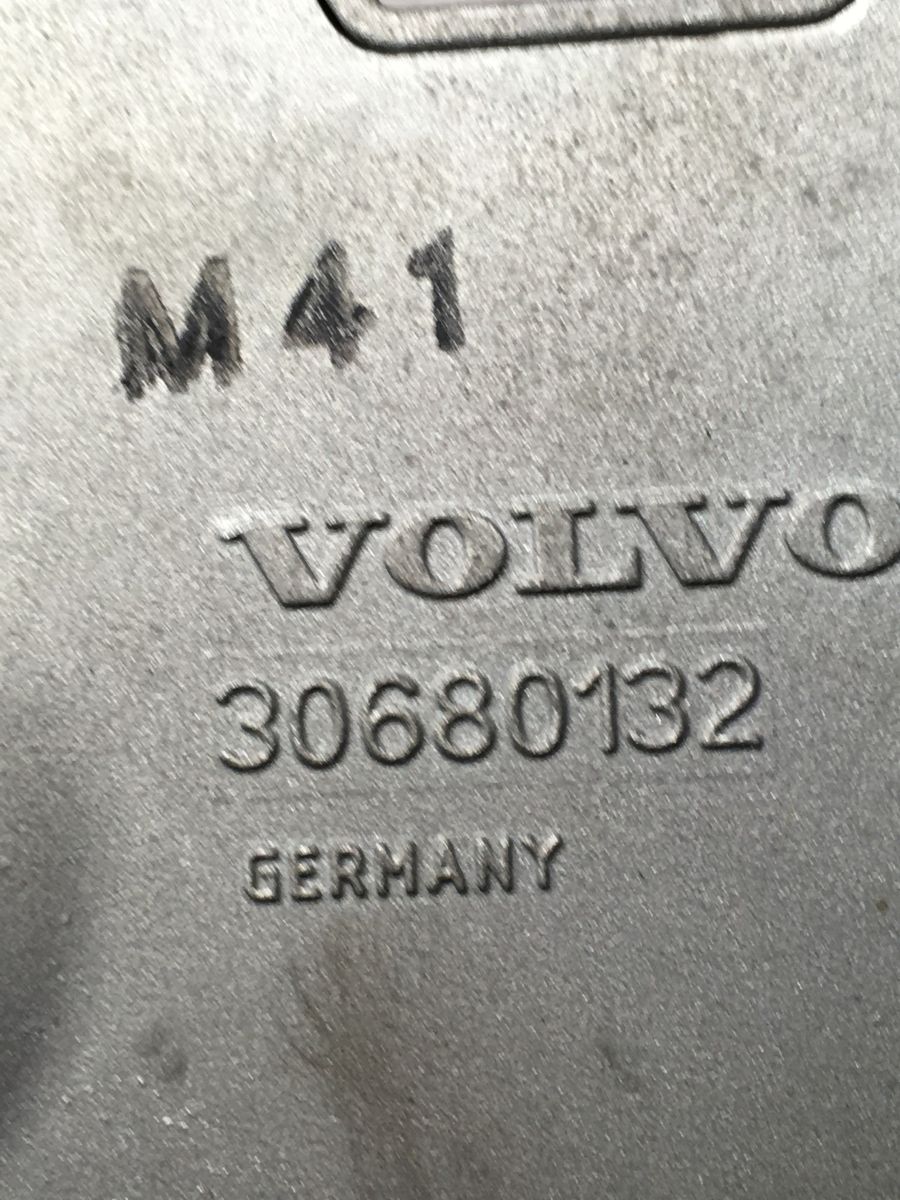 M41
VOLVO
30680132
GERMANY